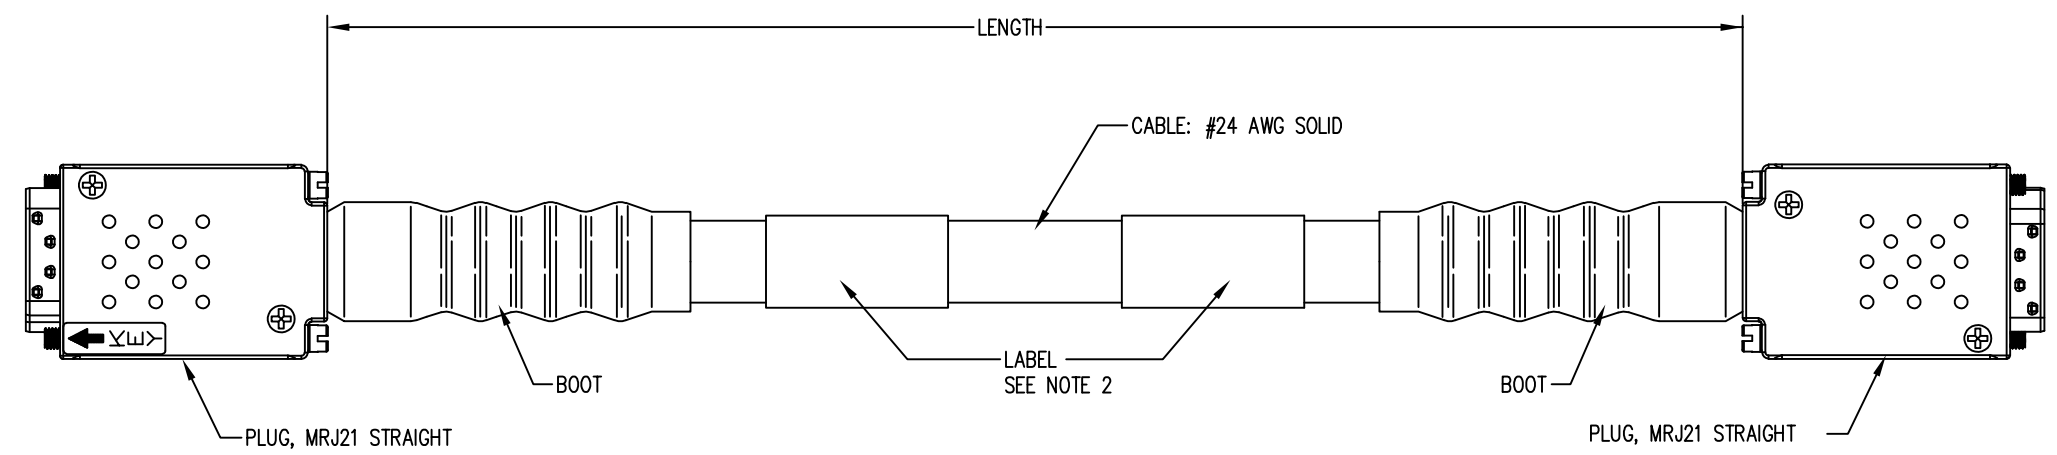 LENGTH
CABLE: #24 AWG SOLID
KEY
LABEL
SEE NOTE 2
BOOT
BOOT
PLUG, MRJ21 STRAIGHT
PLUG, MRJ21 STRAIGHT